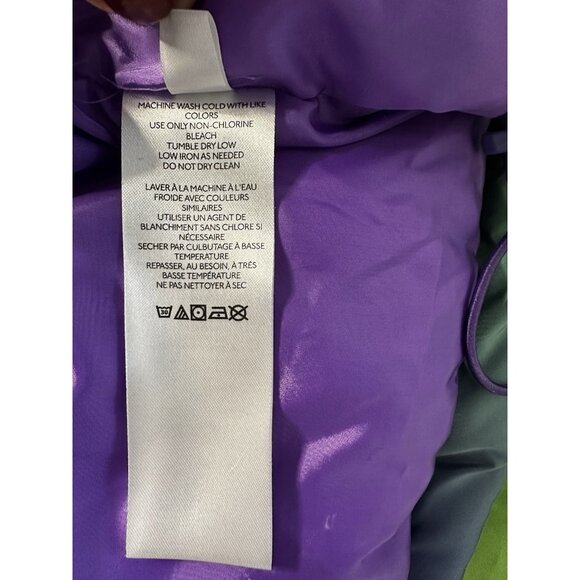 MACHINE WASH COLD WITH LIKE
COLORS
USE ONLY NON-CHLORINE
BLEACH
TUMBLE DRY LOW
LOW IRON AS NEEDED
DO NOT DRY CLEAN
LAVER À LA MACHINE À L'EAU
FROIDE AVEC COULEURS
SIMILAIRES
UTILISER UN AGENT DE
BLANCHIMENT SANS CHLORE SI
NÉCESSAIRE
SECHER PAR CULBUTAGE À BASSE
TEMPERATURE
REPASSER, AU BESOIN, À TRÈS
BASSE TEMPÉRATURE
NE PAS NETTOYER À SEC
30